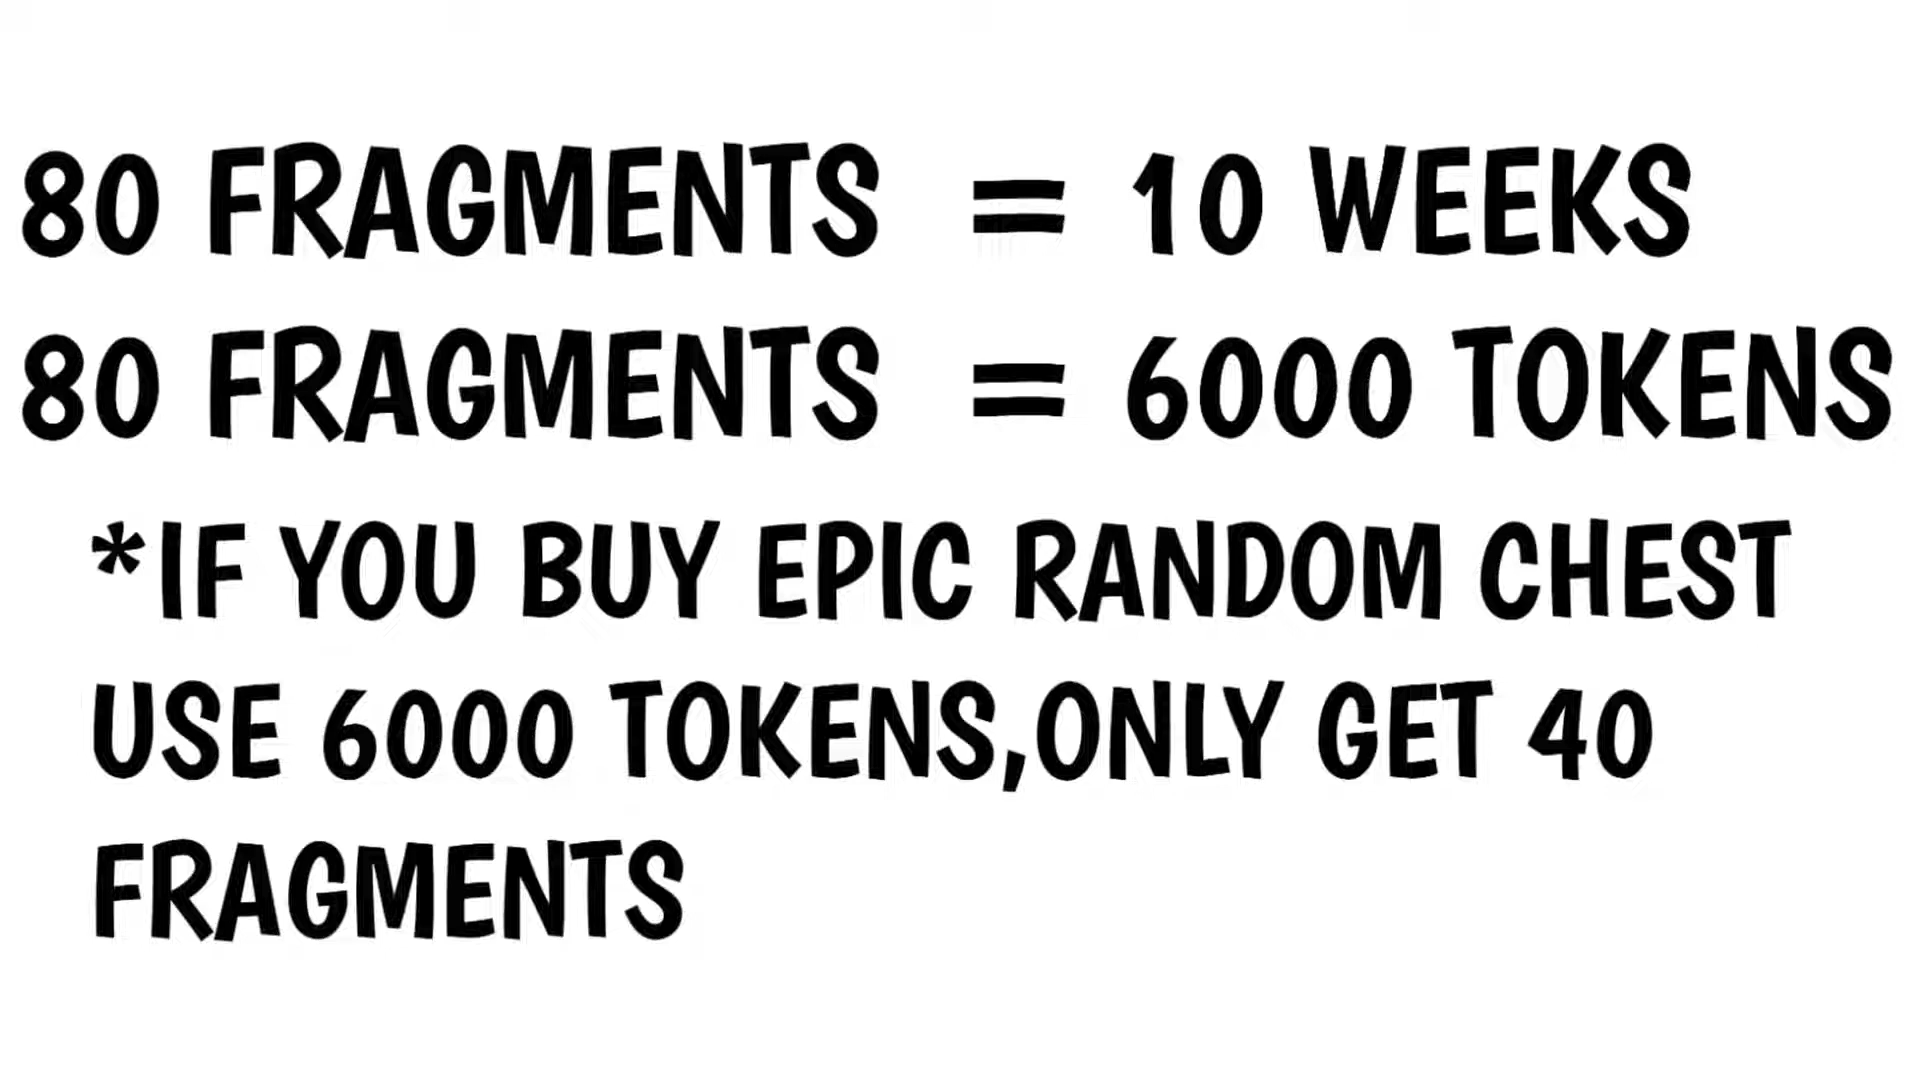 80 FRAGMENTS = 10 WEEKS
80 FRAGMENTS = 6000 TOKENS
*IF YOU BUY EPIC RANDOM CHEST
USE 6000 TOKENS,ONLY GET 40
FRAGMENTS